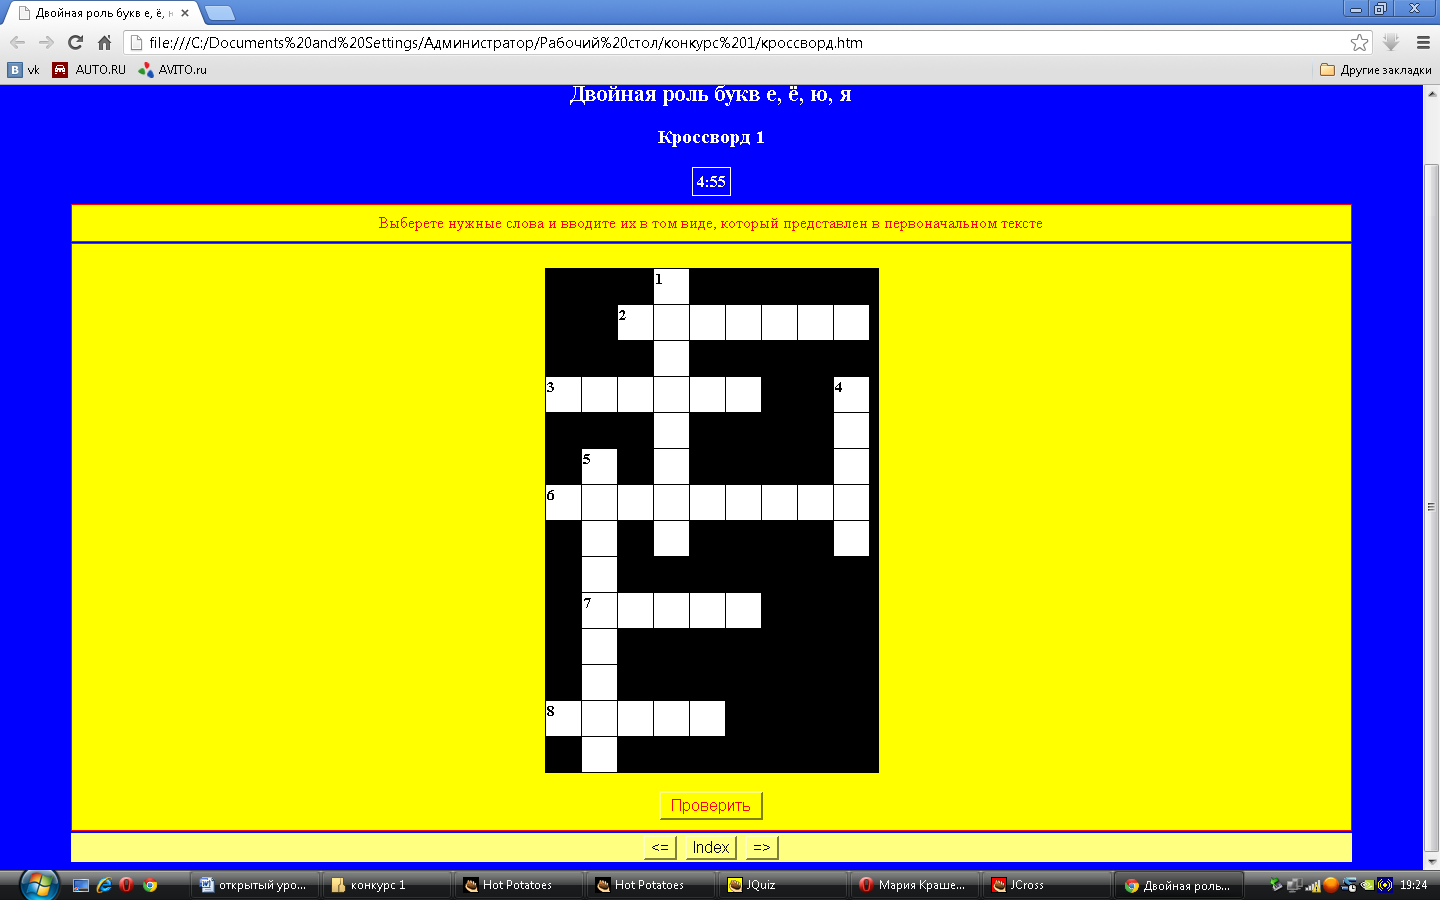 Двойная роль букв е, ё, н
file:///C:/Documents%20and%20Settings/Администратор/Рабочий%20стол/конкурс%201/кроссворд.htm
vk AUTO.RU AVITO.ru Другие закладки
Двойная роль букв е, ё, ю, я
Кроссворд 1
4:55
Выберете нужные слова и вводите их в том виде, который представлен в первоначальном тексте
1
2
3 4
5
6
7
8
Проверить
<= Index =>
открытый уро... конкурс 1 Hot Potatoes Hot Potatoes JQuiz Мария Краше... JCross Двойная роль... 19:24